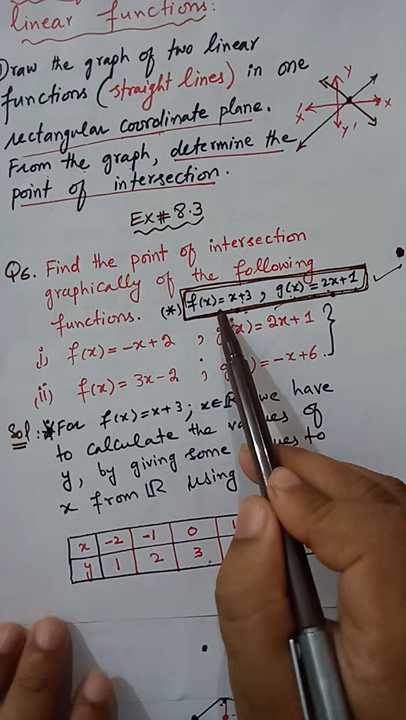 linear functions:
Draw the graph of two linear
functions (straight lines) in one
rectangular coordinate plane.
From the graph, determine the
point of intersection.
Y
X' X
Y'
EX# 8.3
Q6. Find the point of intersection
graphically of the following
functions. (*) f(x)=x+3 , g(x)=2x+1
i, f(x)=-x+2 , g(x)=2x+1
(ii) f(x)=3x-2 ; =-x+6.
Sol: * For f(x)=x+3; x∈ℝ we have
to calculate the values of
y, by giving some to
x from ℝ using
x -2 -1 0
y 1 2 3